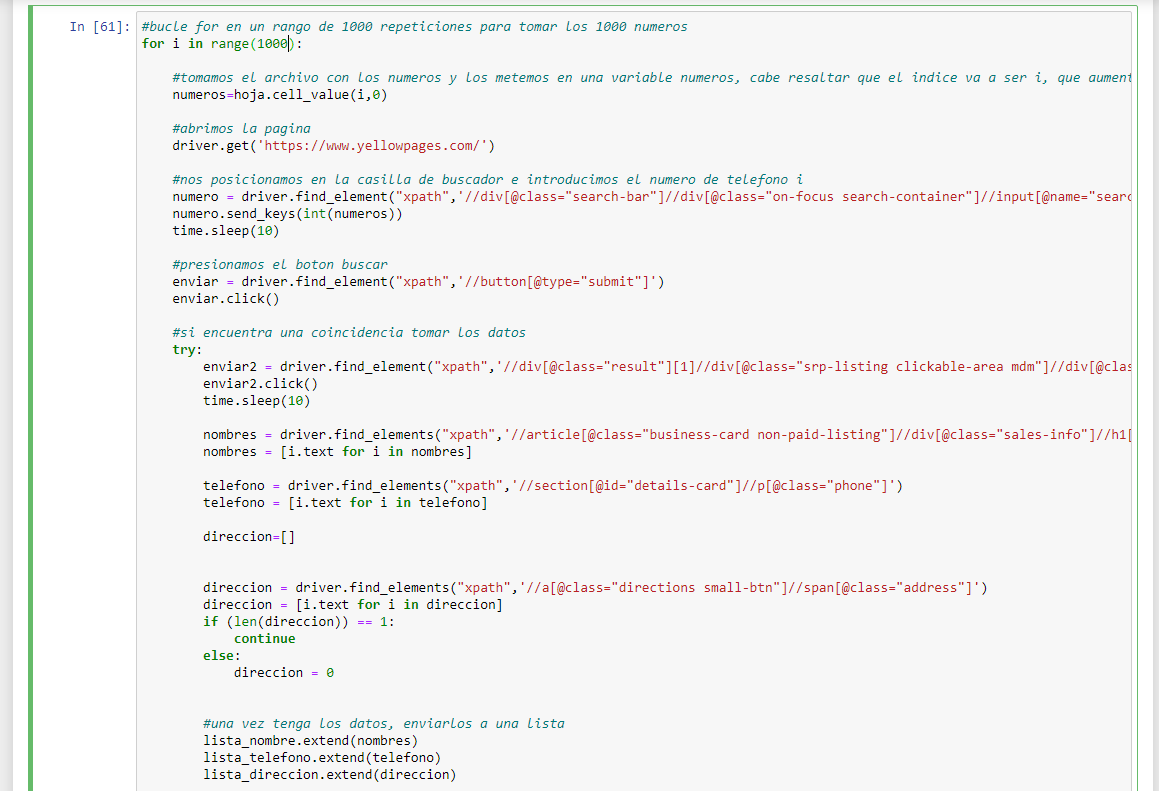 In [61]:
#bucle for en un rango de 1000 repeticiones para tomar los 1000 numeros
for i in range(1000):
#tomamos el archivo con los numeros y los metemos en una variable numeros, cabe resaltar que el indice va a ser i, que aument
numeros=hoja.cell_value(i,0)
#abrimos la pagina
driver.get('https://www.yellowpages.com/')
#nos posicionamos en la casilla de buscador e introducimos el numero de telefono i
numero = driver.find_element("xpath",'//div[@class="search-bar"]//div[@class="on-focus search-container"]//input[@name="searc
numero.send_keys(int(numeros))
time.sleep(10)
#presionamos el boton buscar
enviar = driver.find_element("xpath",'//button[@type="submit"]')
enviar.click()
#si encuentra una coincidencia tomar los datos
try:
enviar2 = driver.find_element("xpath",'//div[@class="result"][1]//div[@class="srp-listing clickable-area mdm"]//div[@clas
enviar2.click()
time.sleep(10)
nombres = driver.find_elements("xpath",'//article[@class="business-card non-paid-listing"]//div[@class="sales-info"]//h1[
nombres = [i.text for i in nombres]
telefono = driver.find_elements("xpath",'//section[@id="details-card"]//p[@class="phone"]')
telefono = [i.text for i in telefono]
direccion=[]
direccion = driver.find_elements("xpath",'//a[@class="directions small-btn"]//span[@class="address"]')
direccion = [i.text for i in direccion]
if (len(direccion)) == 1:
continue
else:
direccion = 0
#una vez tenga los datos, enviarlos a una lista
lista_nombre.extend(nombres)
lista_telefono.extend(telefono)
lista_direccion.extend(direccion)